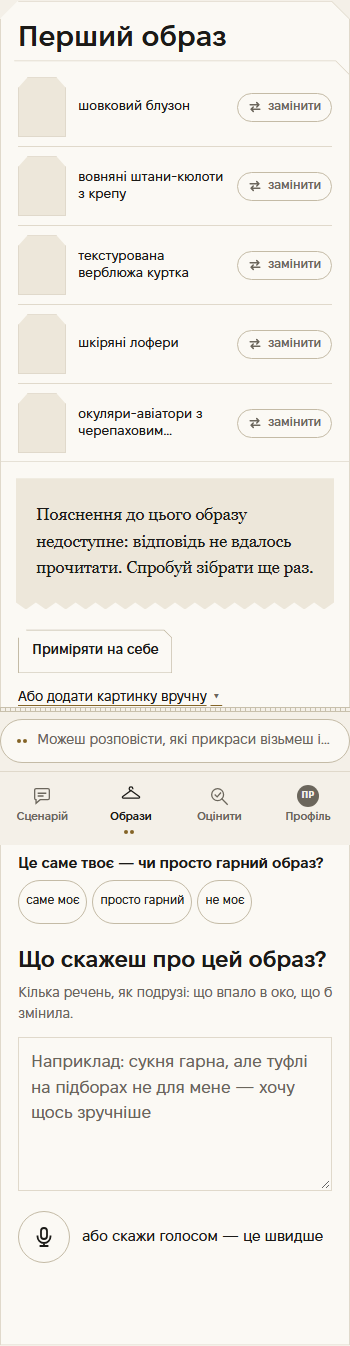 Перший образ
шовковий блузон
замінити
вовняні штани-кюлоти
з крепу
замінити
текстурована
верблюжа куртка
замінити
шкіряні лофери
замінити
окуляри-авіатори з
черепаховим...
замінити
Пояснення до цього образу
недоступне: відповідь не вдалось
прочитати. Спробуй зібрати ще раз.
Приміряти на себе
Або додати картинку вручну
Можеш розповісти, які прикраси візьмеш і...
Сценарій
Образи
Оцінити
ПР
Профіль
Це саме твоє — чи просто гарний образ?
саме моє
просто гарний
не моє
Що скажеш про цей образ?
Кілька речень, як подрузі: що впало в око, що б
змінила.
Наприклад: сукня гарна, але туфлі
на підборах не для мене — хочу
щось зручніше
або скажи голосом — це швидше